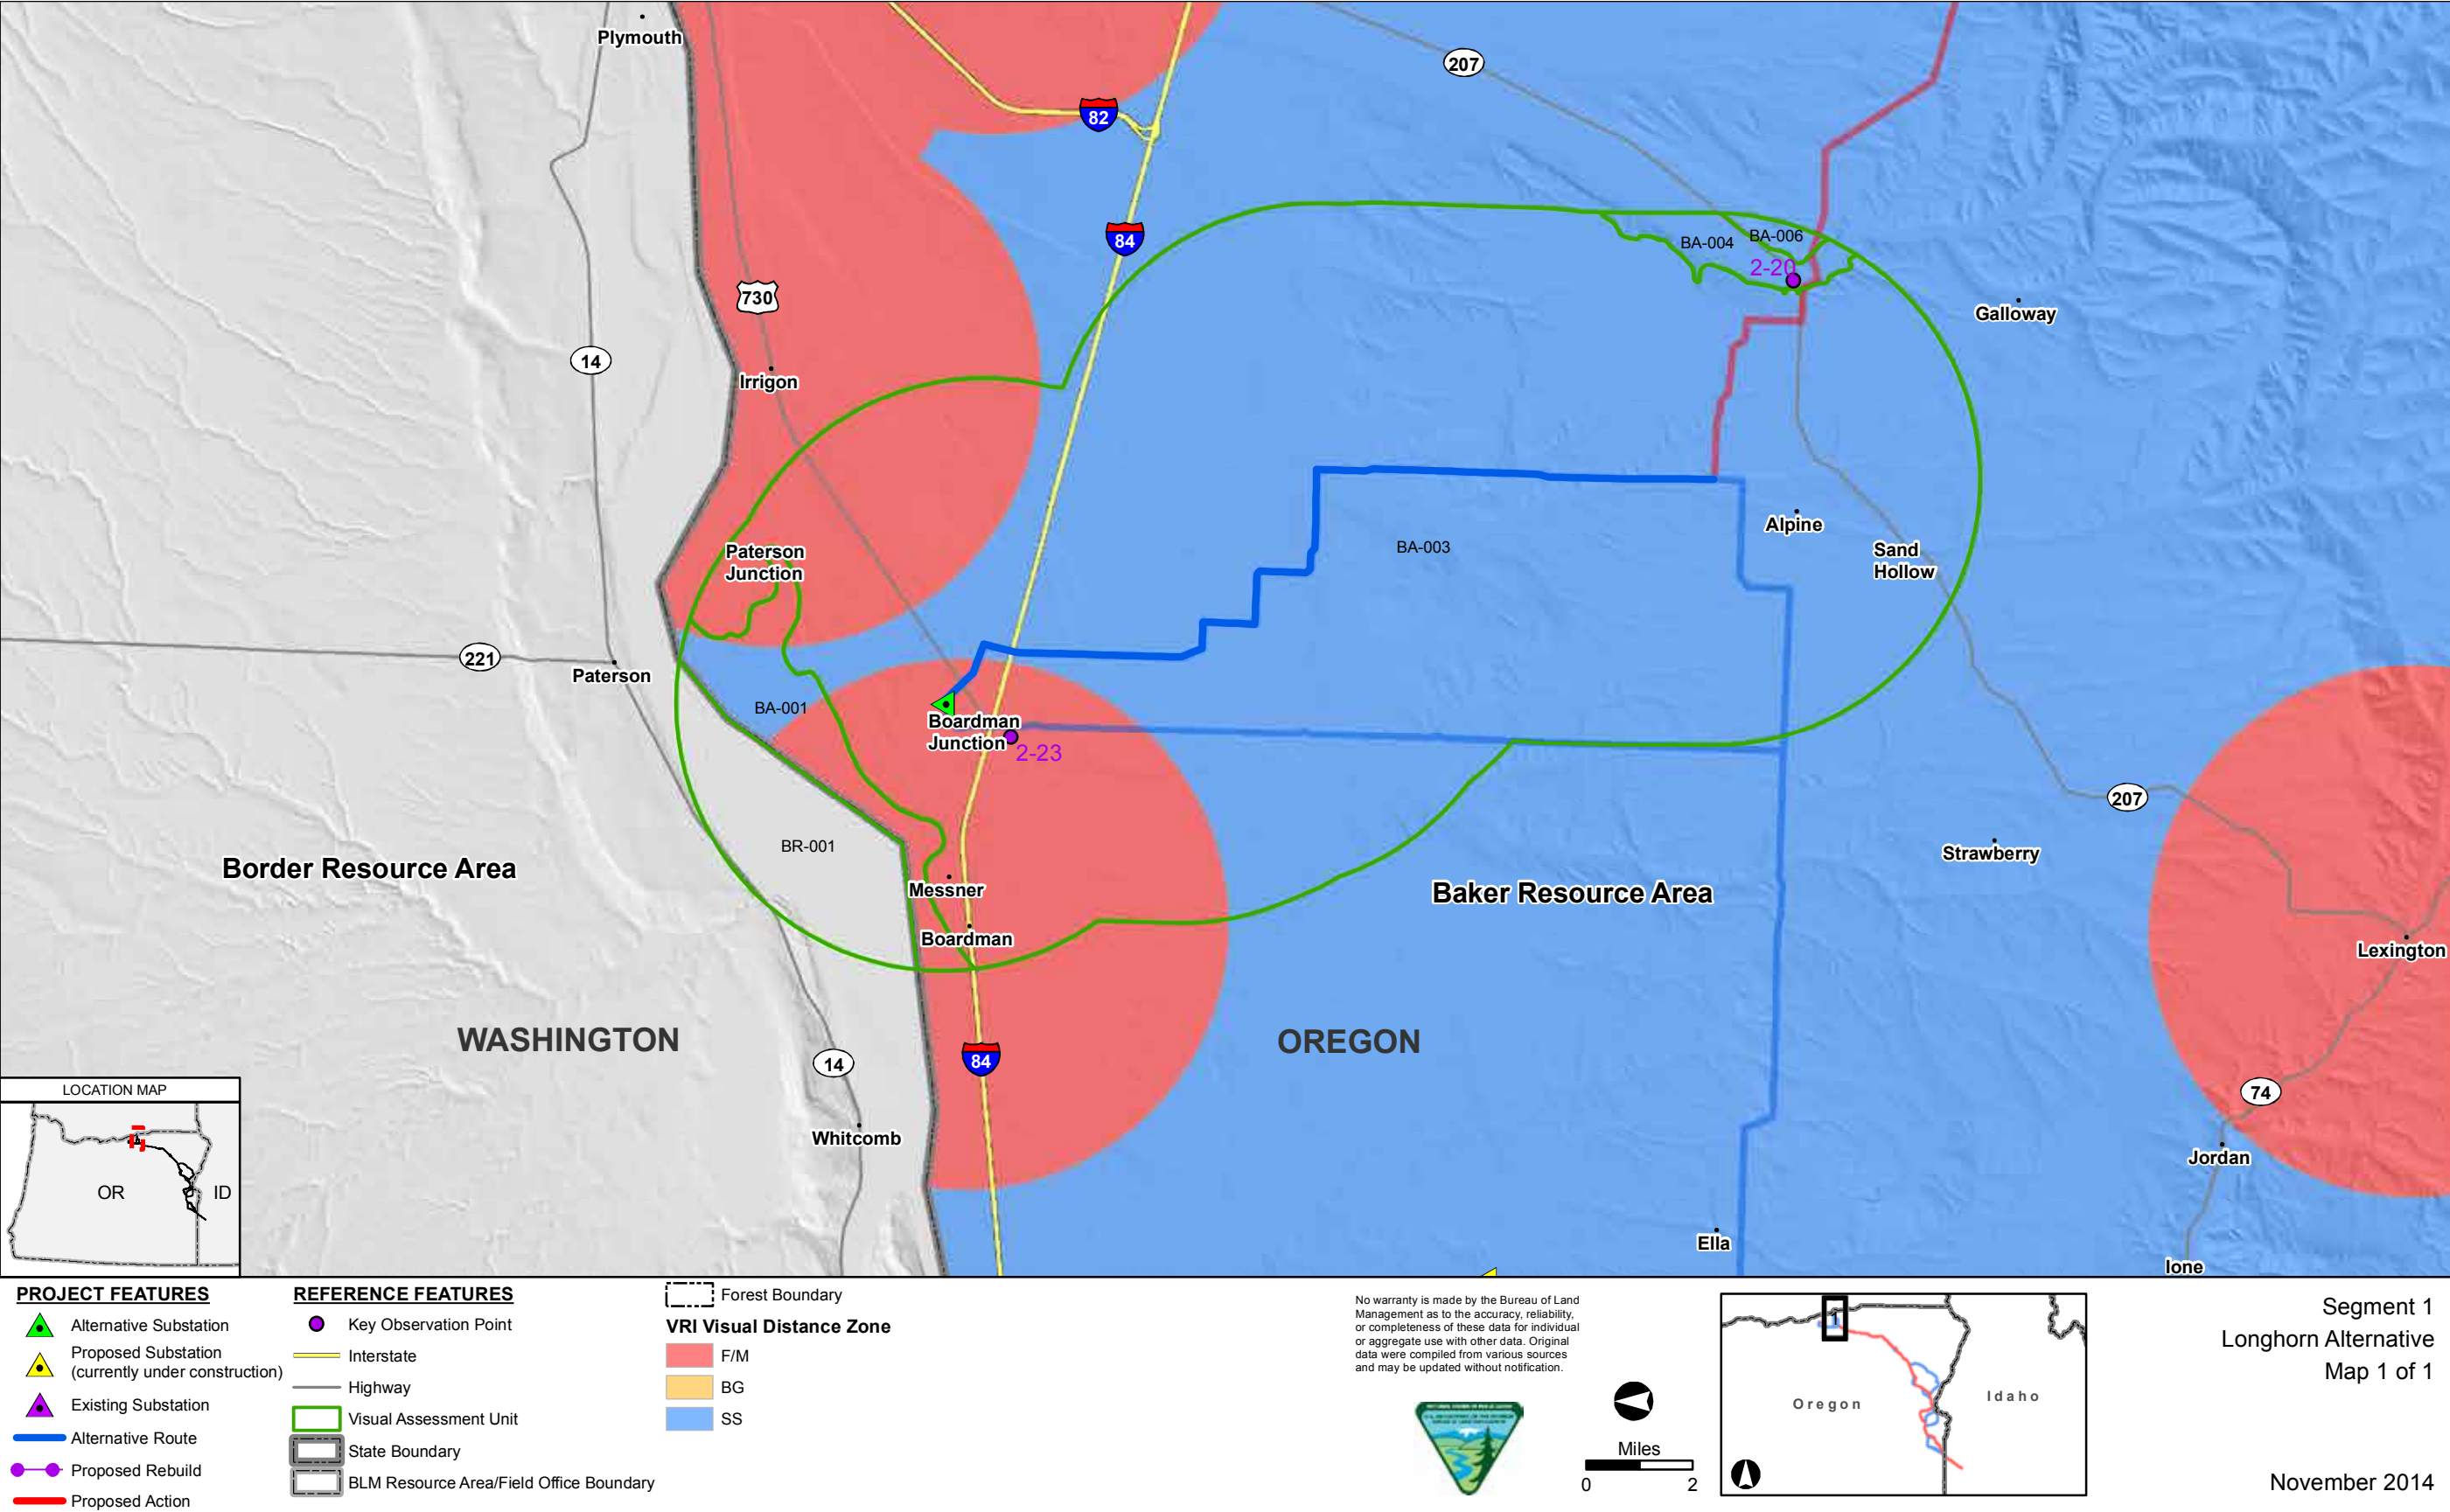 Plymouth
207
82
84
BA-004
BA-006
2-20
730
Galloway
14
Irrigon
Alpine
BA-003
Sand
Hollow
Paterson
Junction
221
Paterson
BA-001
Boardman
Junction
2-23
207
BR-001
Strawberry
Border Resource Area
Messner
Baker Resource Area
Boardman
Lexington
WASHINGTON
OREGON
84
14
74
Whitcomb
Jordan
Ella
Ione
LOCATION MAP
OR
ID
PROJECT FEATURES
Alternative Substation
Proposed Substation
(currently under construction)
Existing Substation
Alternative Route
Proposed Rebuild
Proposed Action
REFERENCE FEATURES
Key Observation Point
Interstate
Highway
Visual Assessment Unit
State Boundary
BLM Resource Area/Field Office Boundary
Forest Boundary
VRI Visual Distance Zone
F/M
BG
SS
No warranty is made by the Bureau of Land
Management as to the accuracy, reliability,
or completeness of these data for individual
or aggregate use with other data. Original
data were compiled from various sources
and may be updated without notification.
Miles
0 2
1
Oregon
Idaho
Segment 1
Longhorn Alternative
Map 1 of 1
November 2014